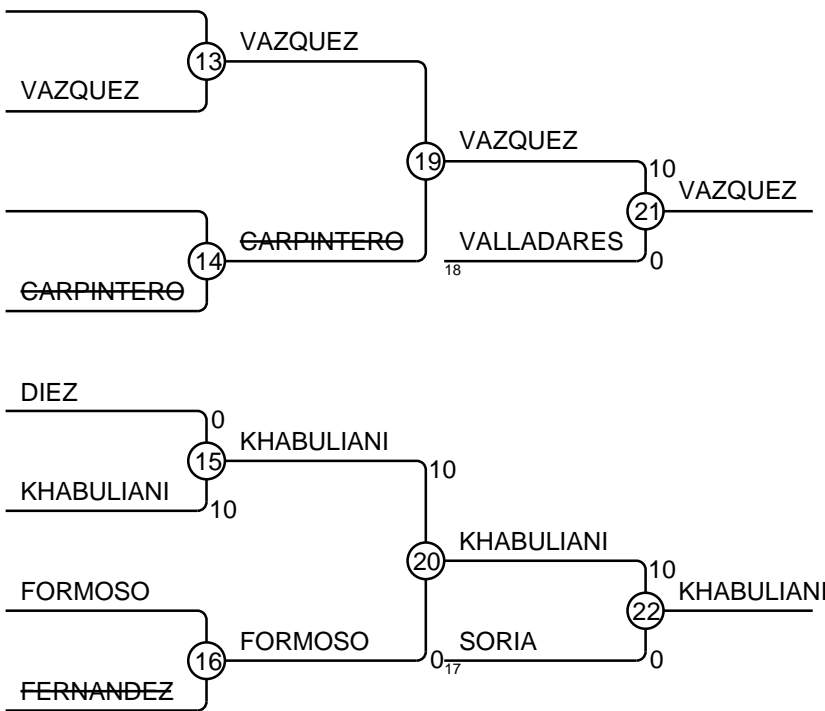 VAZQUEZ
13
VAZQUEZ
VAZQUEZ
10
19
VAZQUEZ
21
CARPINTERO
VALLADARES
14
18
0
CARPINTERO
DIEZ
0
KHABULIANI
15
10
KHABULIANI
10
KHABULIANI
20
10
KHABULIANI
FORMOSO
22
FORMOSO
SORIA
16
0
17
0
FERNANDEZ